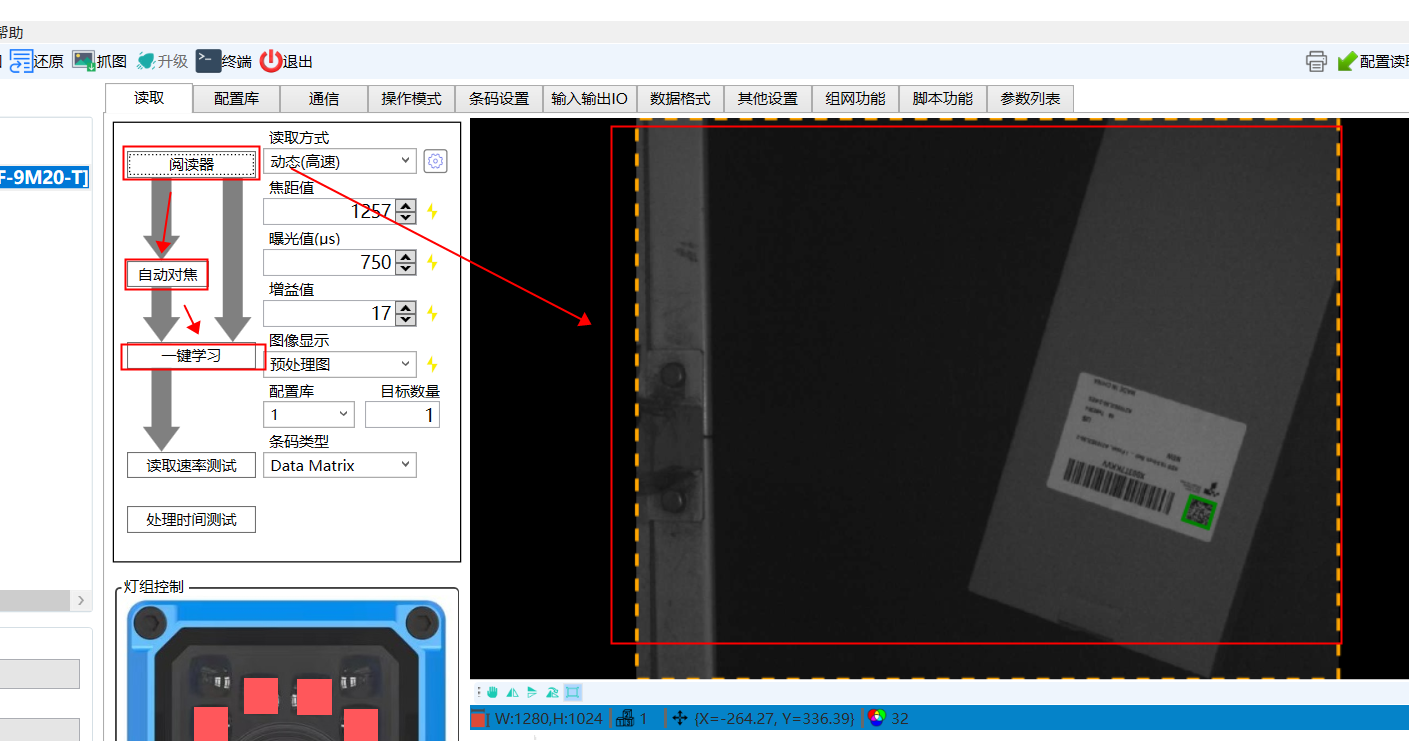 帮助
还原 抓图 升级 终端 退出
配置读取
读取 配置库 通信 操作模式 条码设置 输入输出IO 数据格式 其他设置 组网功能 脚本功能 参数列表
F-9M20-T]
读取方式
阅读器
动态(高速)
焦距值
1257
曝光值(μs)
750
自动对焦
增益值
17
图像显示
一键学习
预处理图
配置库 目标数量
1 1
条码类型
读取速率测试
Data Matrix
处理时间测试
灯组控制
MADE IN CHINA
X003TTKXVV
NEW
W:1280,H:1024 1 {X=-264.27, Y=336.39} 32